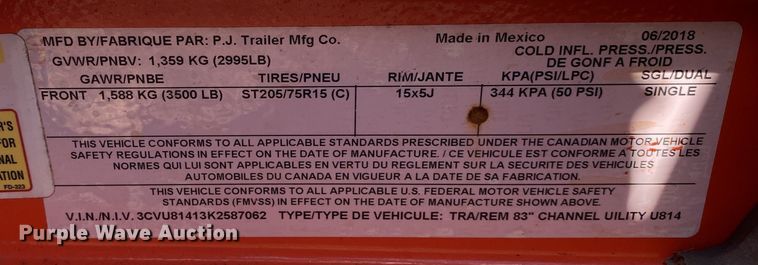 MFD BY/FABRIQUE PAR: P.J. Trailer Mfg Co. Made in Mexico 06/2018
GVWR/PNBV: 1,359 KG (2995LB) COLD INFL. PRESS./PRESS. DE GONF A FROID
GAWR/PNBE TIRES/PNEU RIM/JANTE KPA(PSI/LPC) SGL/DUAL
FRONT 1,588 KG (3500 LB) ST205/75R15 (C) 15x5J 344 KPA (50 PSI) SINGLE
THIS VEHICLE CONFORMS TO ALL APPLICABLE STANDARDS PRESCRIBED UNDER THE CANADIAN MOTOR VEHICLE
SAFETY REGULATIONS IN EFFECT ON THE DATE OF MANUFACTURE. / CE VEHICULE EST CONFORME A TOUTES LES
NORMES QUI LUI SONT APPLICABLES EN VERTU DU REGLEMENT SUR LA SECURITE DES VEHICULES
AUTOMOBILES DU CANADA EN VIGUEUR A LA DATE DE SA FABRICATION.
THIS VEHICLE CONFORMS TO ALL APPLICABLE U.S. FEDERAL MOTOR VEHICLE SAFETY
STANDARDS (FMVSS) IN EFFECT ON THE DATE OF MANUFACTURE SHOWN ABOVE.
V.I.N./N.I.V. 3CVU81413K2587062 TYPE/TYPE DE VEHICULE: TRA/REM 83" CHANNEL UILITY U814
R'S
FOR
NAL
ATION
FD-323
Purple Wave Auction